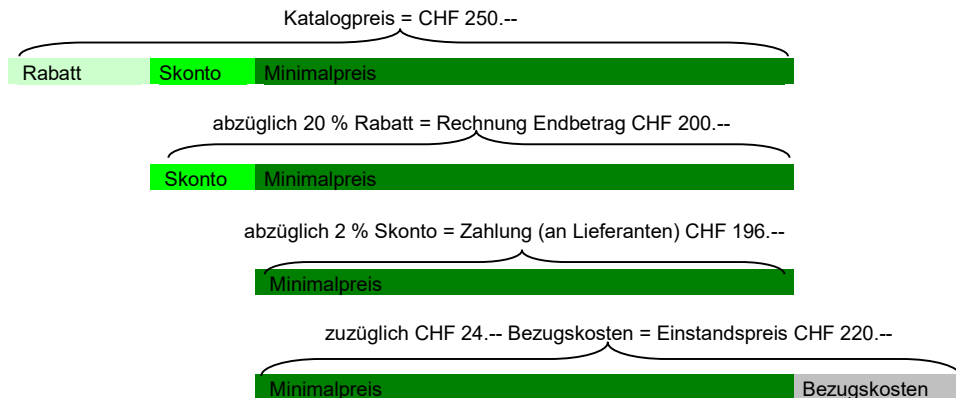 Katalogpreis = CHF 250.--
Rabatt Skonto Minimalpreis
abzüglich 20 % Rabatt = Rechnung Endbetrag CHF 200.--
Skonto Minimalpreis
abzüglich 2 % Skonto = Zahlung (an Lieferanten) CHF 196.--
Minimalpreis
zuzüglich CHF 24.-- Bezugskosten = Einstandspreis CHF 220.--
Minimalpreis Bezugskosten